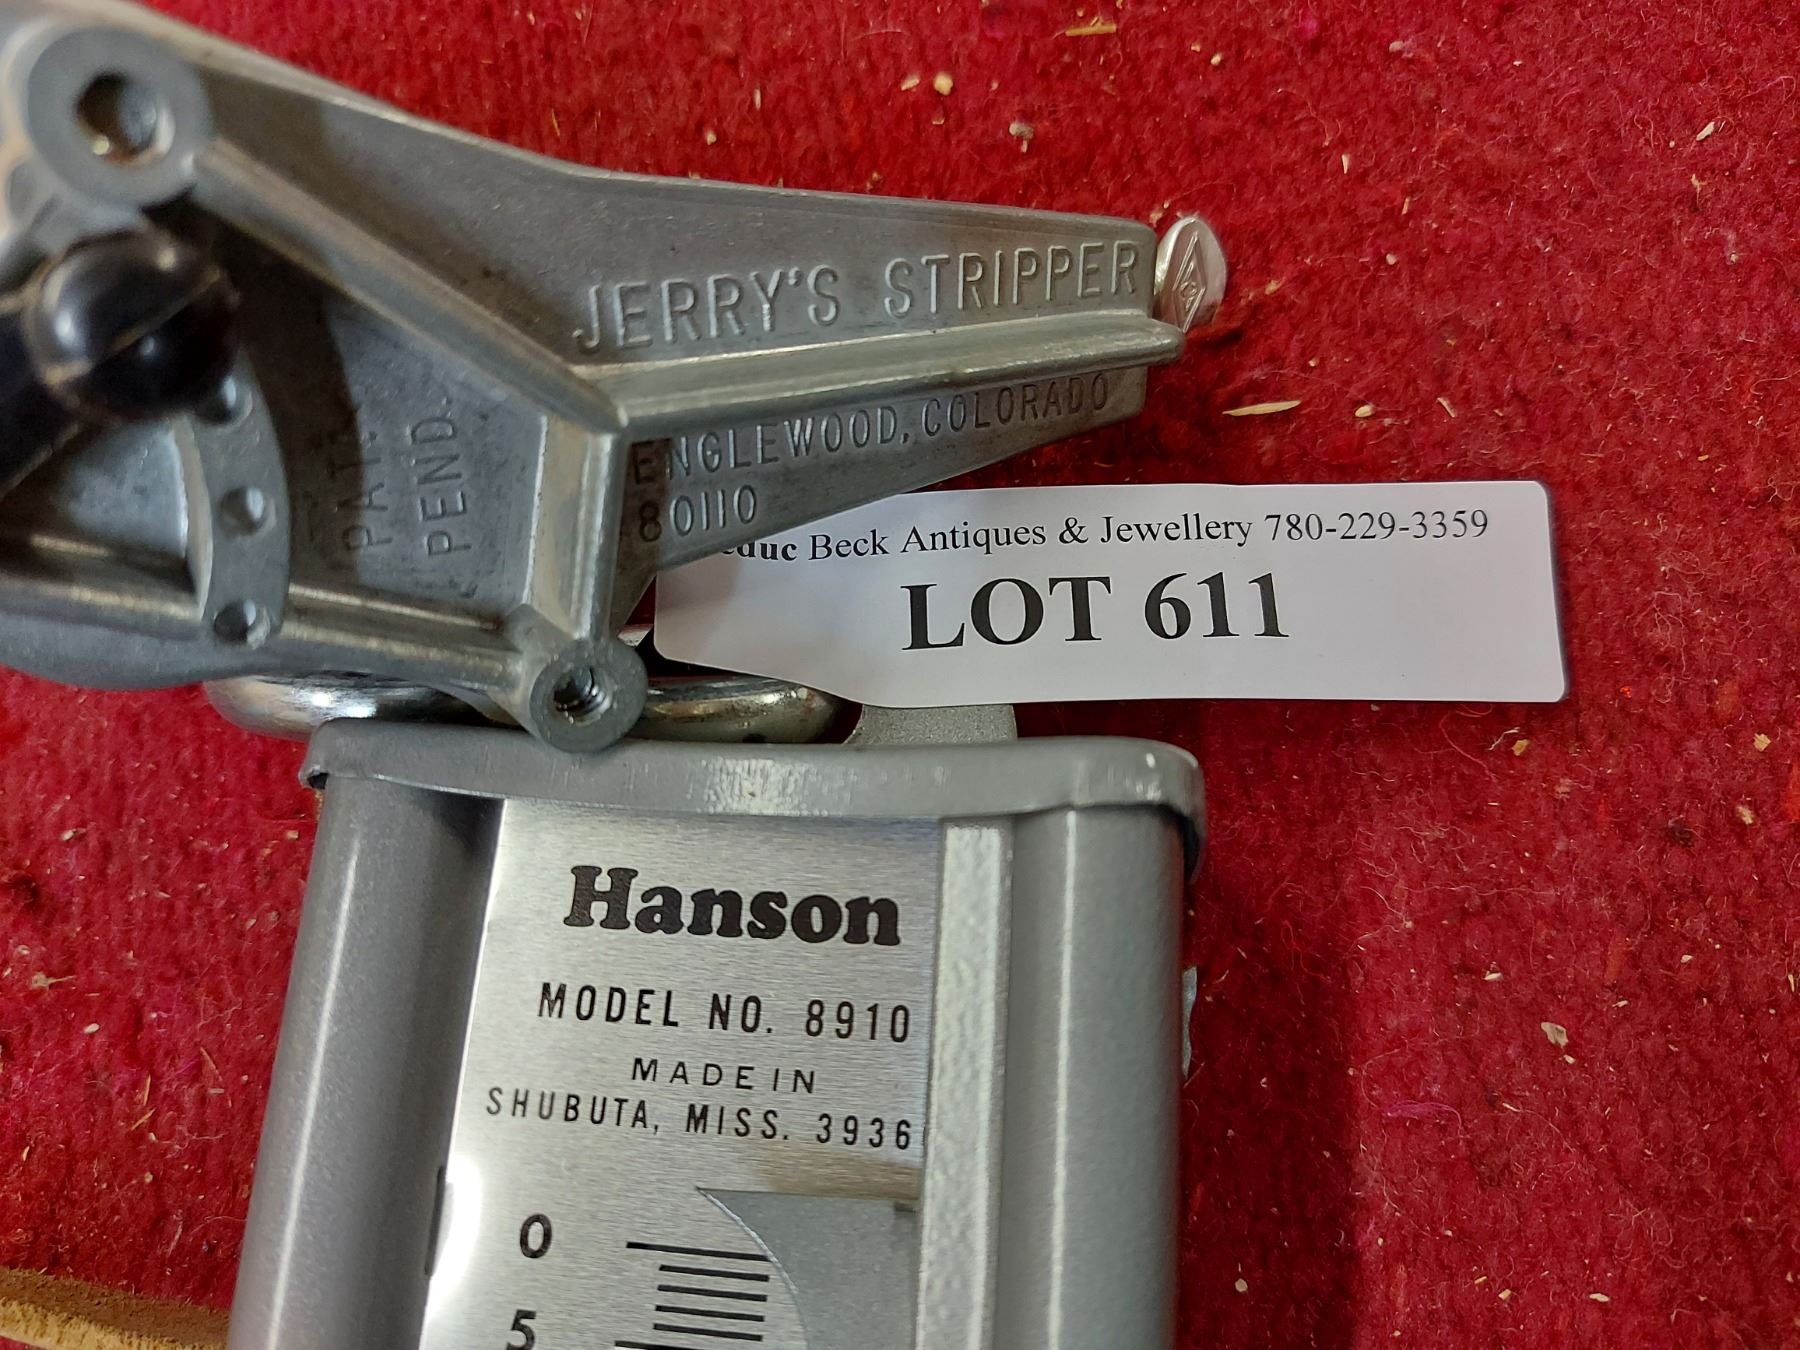 JERRY'S STRIPPER
ENGLEWOOD, COLORADO
80110
PAT.
PEND.
Beck Antiques & Jewellery 780-229-3359
LOT 611
Hanson
MODEL NO. 8910
MADE IN
SHUBUTA, MISS. 3936
0
5